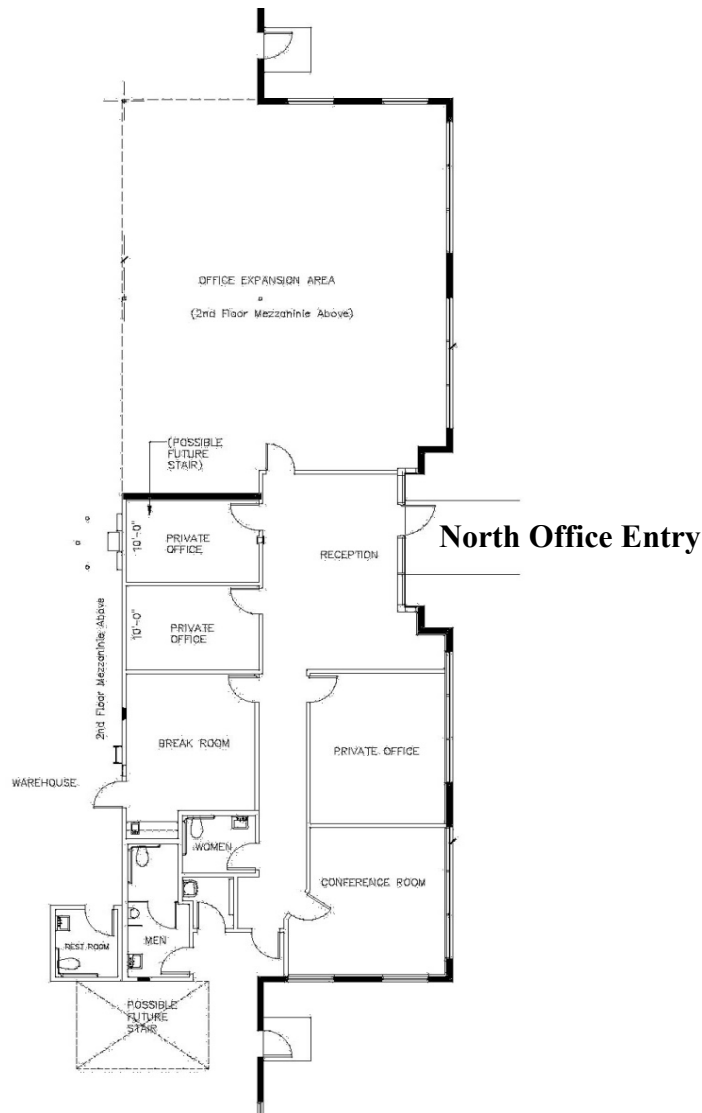 OFFICE EXPANSION AREA
(2nd Floor Mezzaninie Above)
(POSSIBLE
FUTURE
STAIR)
10'-0"
PRIVATE
OFFICE
RECEPTION
North Office Entry
10'-0"
PRIVATE
OFFICE
2nd Floor Mezzaninie Above
BREAK ROOM
PRIVATE OFFICE
WAREHOUSE
WOMEN
CONFERENCE ROOM
REST ROOM
MEN
POSSIBLE
FUTURE
STAIR